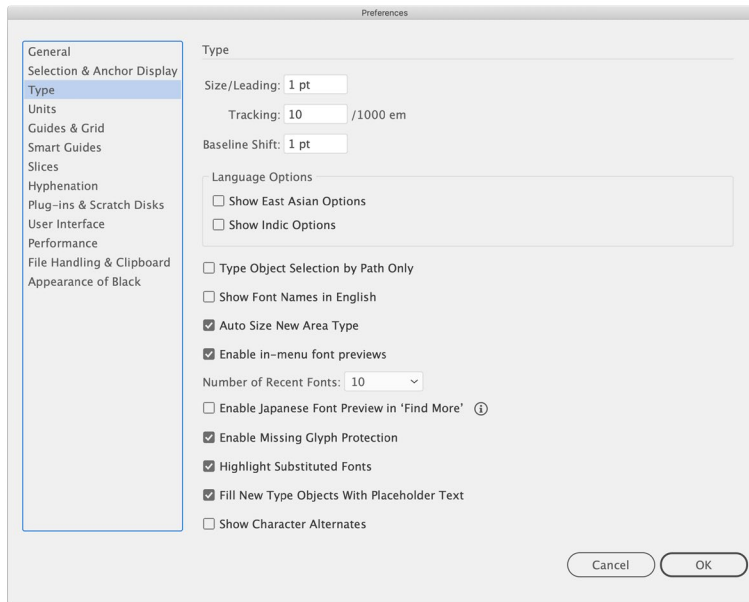 Preferences
General
Selection & Anchor Display
Type
Units
Guides & Grid
Smart Guides
Slices
Hyphenation
Plug-ins & Scratch Disks
User Interface
Performance
File Handling & Clipboard
Appearance of Black
Type
Size/Leading: 1 pt
Tracking: 10 /1000 em
Baseline Shift: 1 pt
Language Options
Show East Asian Options
Show Indic Options
Type Object Selection by Path Only
Show Font Names in English
Auto Size New Area Type
Enable in-menu font previews
Number of Recent Fonts: 10
Enable Japanese Font Preview in ‘Find More’
Enable Missing Glyph Protection
Highlight Substituted Fonts
Fill New Type Objects With Placeholder Text
Show Character Alternates
Cancel OK